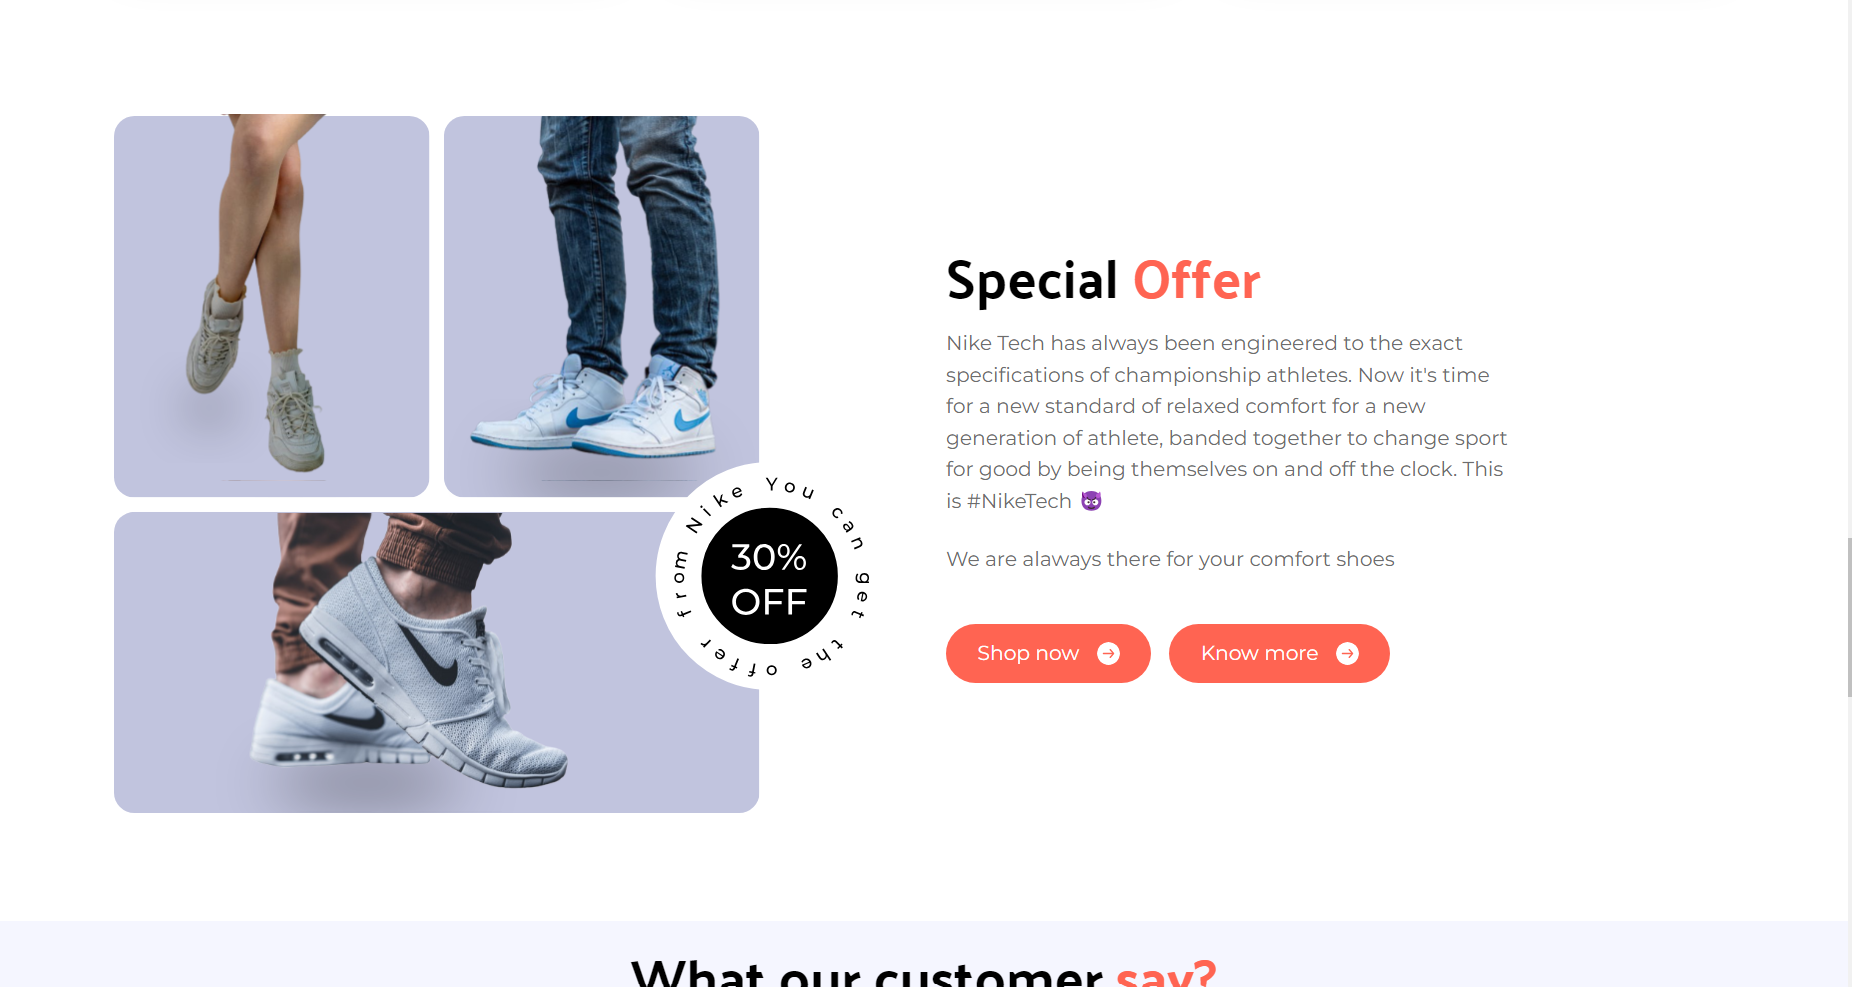 Special Offer
Nike Tech has always been engineered to the exact
specifications of championship athletes. Now it's time
for a new standard of relaxed comfort for a new
generation of athlete, banded together to change sport
for good by being themselves on and off the clock. This
is #NikeTech 😈
We are alaways there for your comfort shoes
Shop now
Know more
You can get the offer from Nike
30%
OFF
What our customer say?